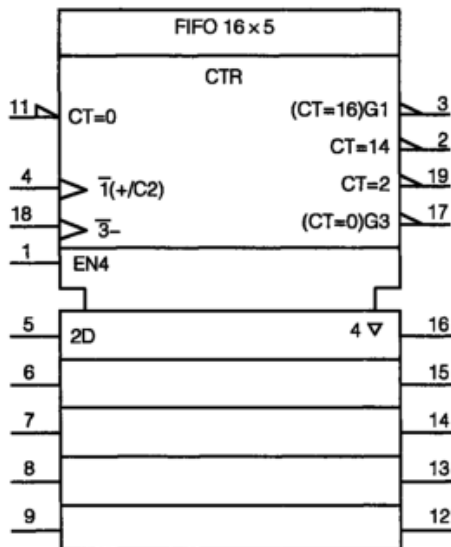 FIFO 16×5
CTR
11 CT=0 (CT=16)G1 3
CT=14 2
4 1̅(+/C2) CT=2 19
18 3̅− (CT=0)G3 17
1 EN4
5 2D 4 ▽ 16
6 15
7 14
8 13
9 12